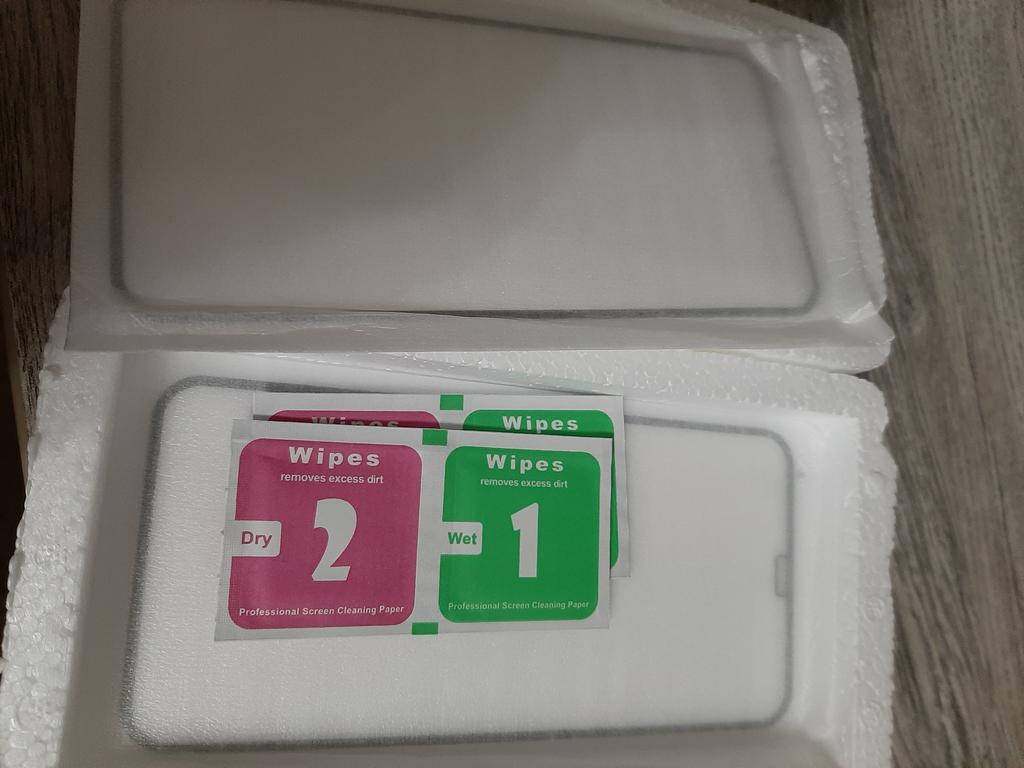 Wipes
Wipes
Wipes
removes excess dirt
Dry
2
Professional Screen Cleaning Paper
Wipes
removes excess dirt
Wet
1
Professional Screen Cleaning Paper